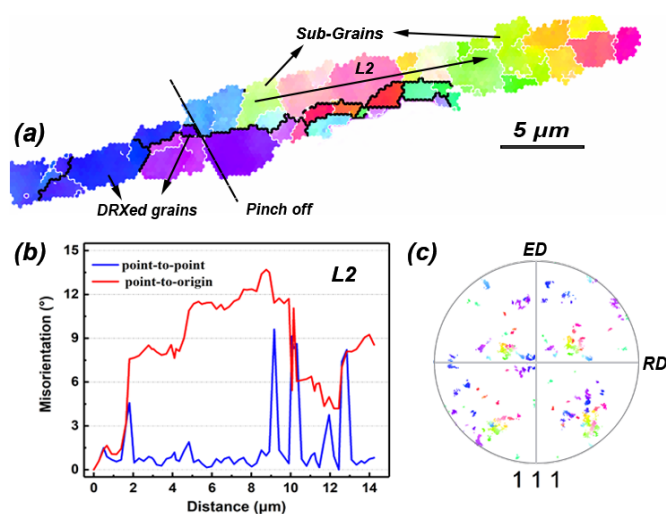 Sub-Grains
L2
(a)
5 μm
DRXed grains
Pinch off
(b)
15
12
9
6
3
0
Misorientation (°)
point-to-point
point-to-origin
L2
0 2 4 6 8 10 12 14
Distance (μm)
(c)
ED
RD
1 1 1